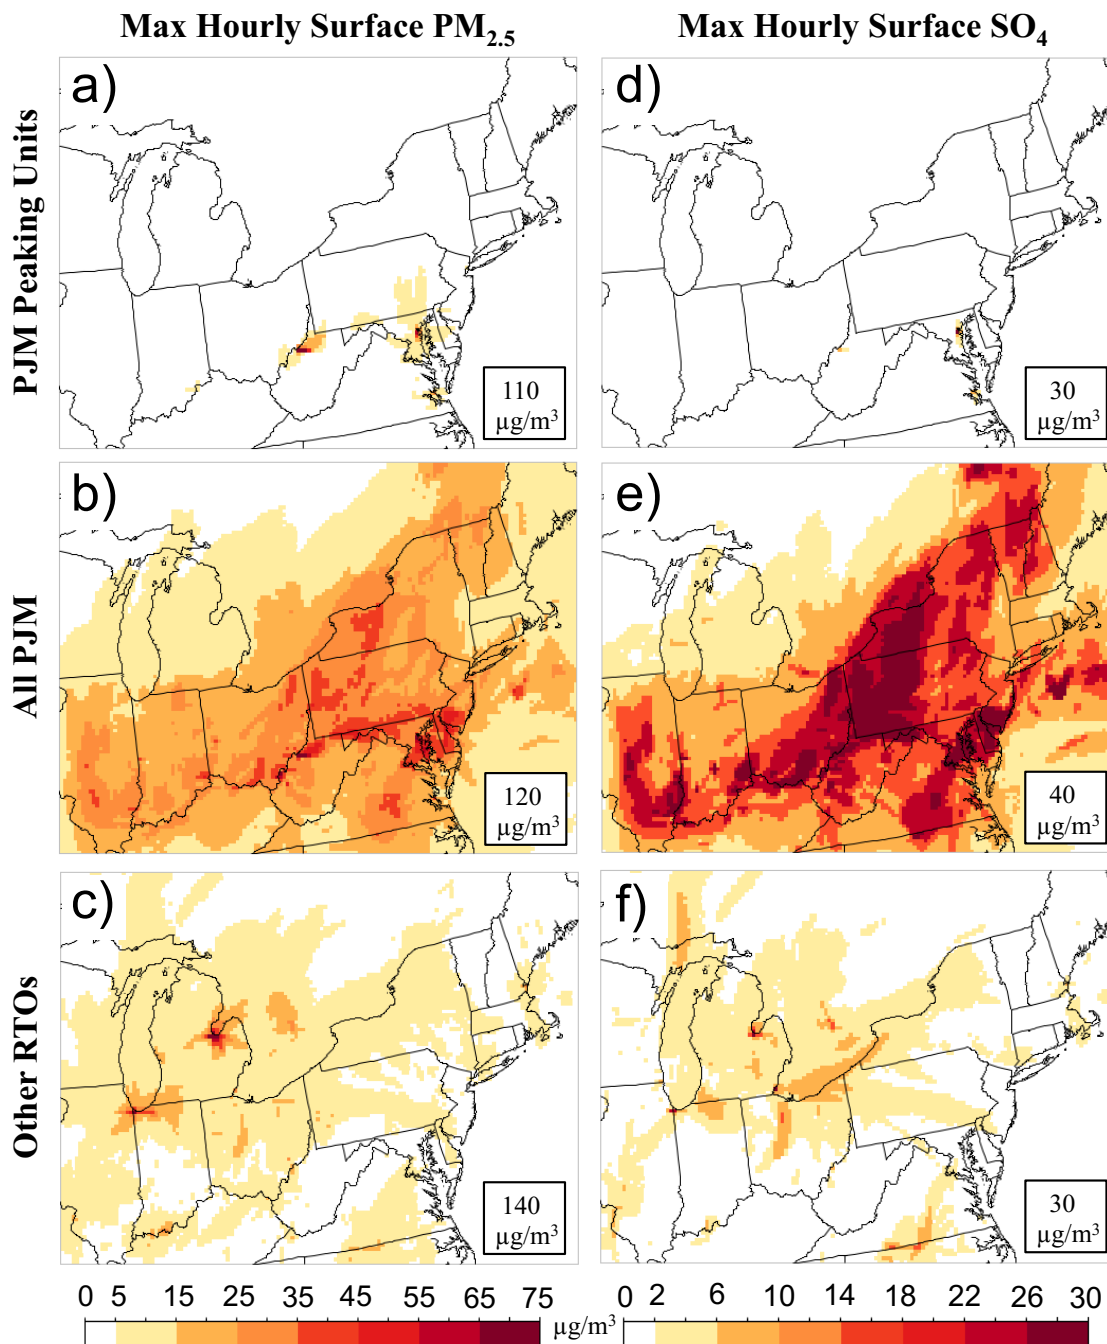 Max Hourly Surface PM2.5
Max Hourly Surface SO4
PJM Peaking Units
a)
110
µg/m³
d)
30
µg/m³
All PJM
b)
120
µg/m³
e)
40
µg/m³
Other RTOs
c)
140
µg/m³
f)
30
µg/m³
0 5 15 25 35 45 55 65 75
µg/m³
0 2 6 10 14 18 22 26 30